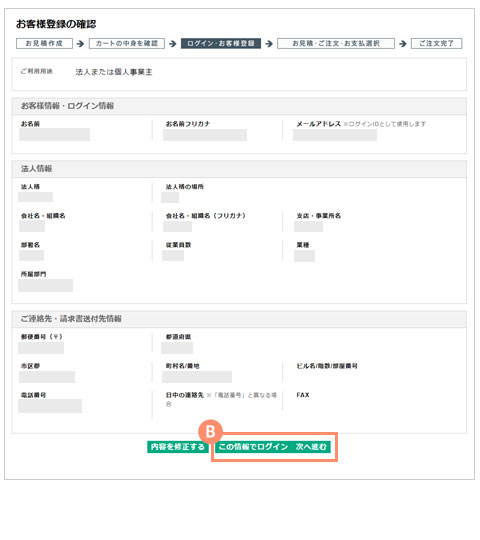 お客様登録の確認
お見積作成 カートの中身を確認 ログイン・お客様登録 お見積・ご注文・お支払選択 ご注文完了
ご利用用途 法人または個人事業主
お客様情報・ログイン情報
お名前 お名前フリガナ メールアドレス ※ログインIDとして使用します
法人情報
法人格 法人格の場所
会社名・組織名 会社名・組織名（フリガナ） 支店・事業所名
部署名 従業員数 業種
所属部門
ご連絡先・請求書送付先情報
郵便番号（〒） 都道府県
市区郡 町村名/番地 ビル名/階数/部屋番号
電話番号 日中の連絡先 ※「電話番号」と異なる場 FAX
合
B
内容を修正する この情報でログイン 次へ進む